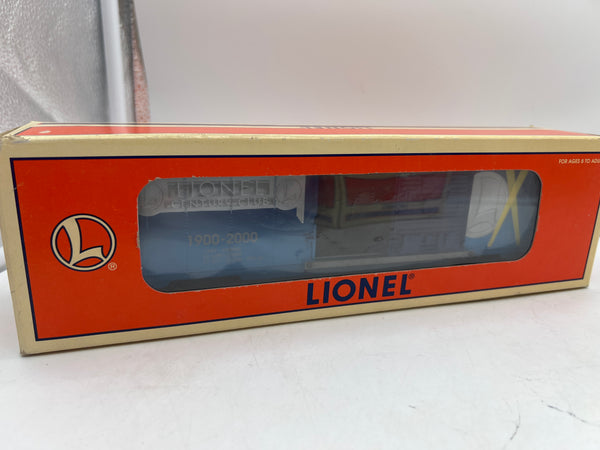 FOR AGES 8 TO ADU
LIONEL
CENTURY CLUB
1900-2000
L
®
LIONEL®